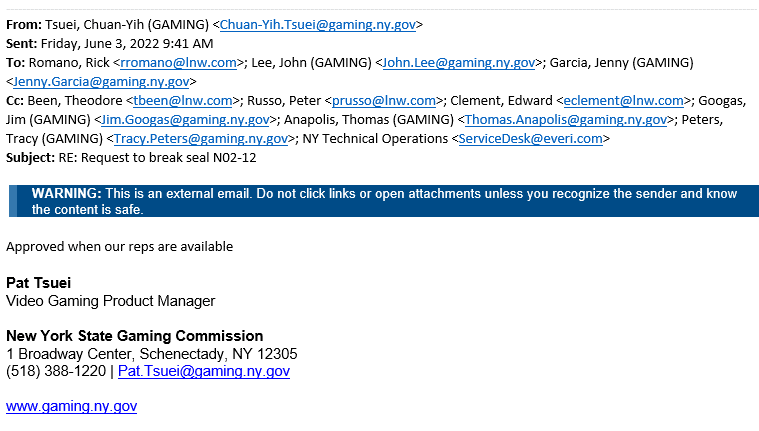 From: Tsuei, Chuan-Yih (GAMING) <Chuan-Yih.Tsuei@gaming.ny.gov>
Sent: Friday, June 3, 2022 9:41 AM
To: Romano, Rick <rromano@lnw.com>; Lee, John (GAMING) <John.Lee@gaming.ny.gov>; Garcia, Jenny (GAMING)
<Jenny.Garcia@gaming.ny.gov>
Cc: Been, Theodore <tbeen@lnw.com>; Russo, Peter <prusso@lnw.com>; Clement, Edward <eclement@lnw.com>; Googas,
Jim (GAMING) <Jim.Googas@gaming.ny.gov>; Anapolis, Thomas (GAMING) <Thomas.Anapolis@gaming.ny.gov>; Peters,
Tracy (GAMING) <Tracy.Peters@gaming.ny.gov>; NY Technical Operations <ServiceDesk@everi.com>
Subject: RE: Request to break seal N02-12
WARNING: This is an external email. Do not click links or open attachments unless you recognize the sender and know
the content is safe.
Approved when our reps are available
Pat Tsuei
Video Gaming Product Manager
New York State Gaming Commission
1 Broadway Center, Schenectady, NY 12305
(518) 388-1220 | Pat.Tsuei@gaming.ny.gov
www.gaming.ny.gov